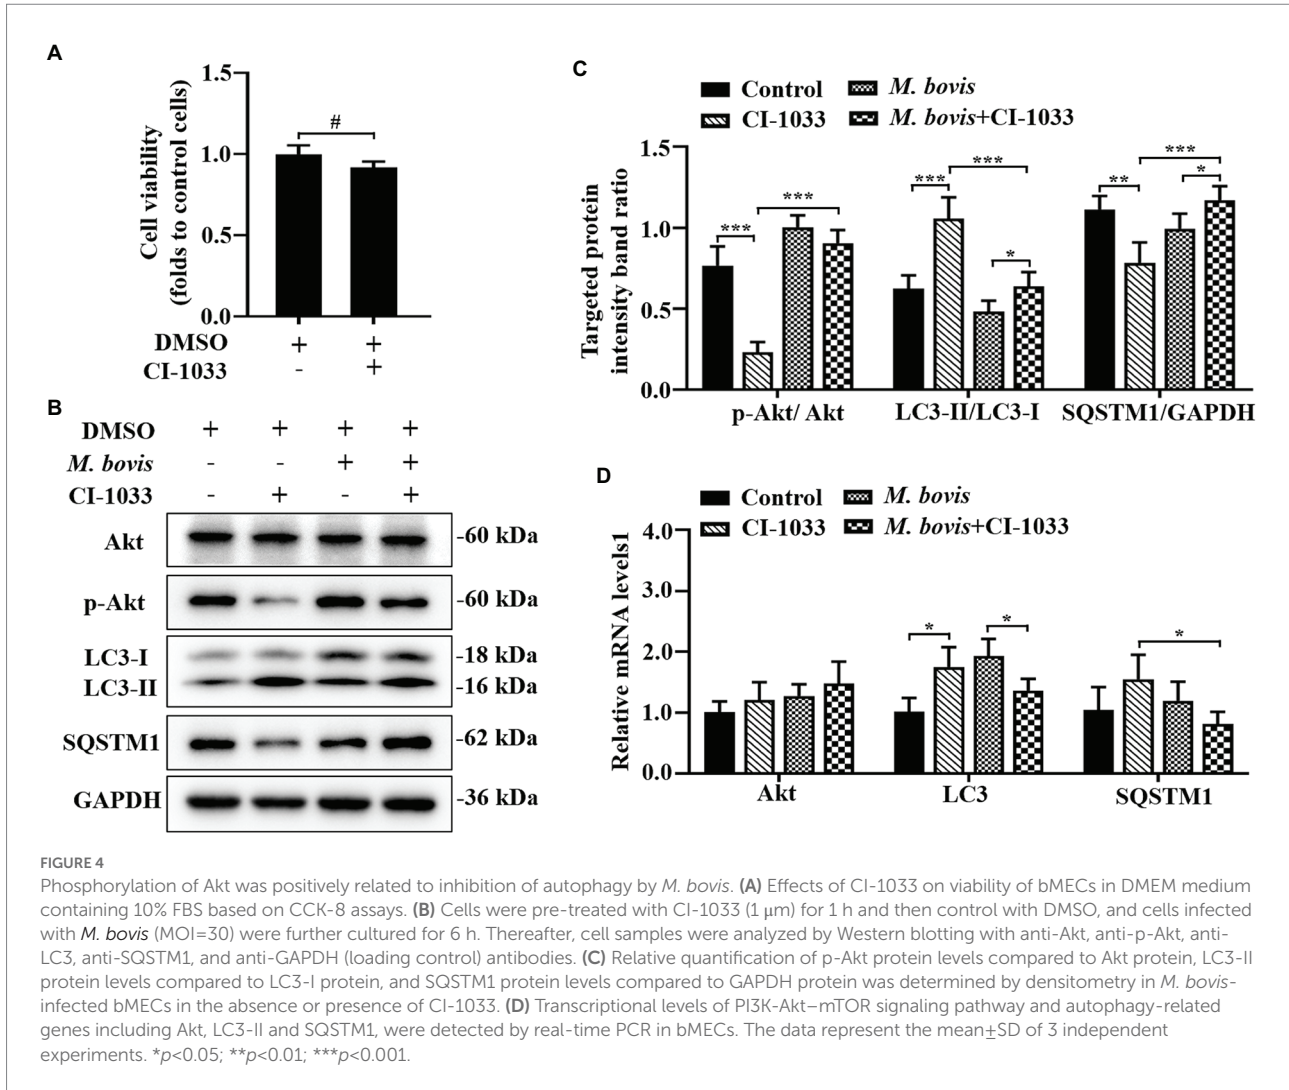 A
1.5
1.0
0.5
0.0
Cell viability
(folds to control cells)
#
DMSO + +
CI-1033 - +
B
DMSO + + + +
M. bovis - - + +
CI-1033 - + - +
Akt -60 kDa
p-Akt -60 kDa
LC3-I -18 kDa
LC3-II -16 kDa
SQSTM1 -62 kDa
GAPDH -36 kDa
C
Control M. bovis
CI-1033 M. bovis+CI-1033
Targeted protein
intensity band ratio
1.5
1.0
0.5
0.0
*** *** *** *** * ** *** *
p-Akt/ Akt LC3-II/LC3-I SQSTM1/GAPDH
D
Control M. bovis
CI-1033 M. bovis+CI-1033
Relative mRNA levels1
4.0
3.0
2.0
1.0
0.0
* * *
Akt LC3 SQSTM1
FIGURE 4
Phosphorylation of Akt was positively related to inhibition of autophagy by M. bovis. (A) Effects of CI-1033 on viability of bMECs in DMEM medium
containing 10% FBS based on CCK-8 assays. (B) Cells were pre-treated with CI-1033 (1 μm) for 1 h and then control with DMSO, and cells infected
with M. bovis (MOI=30) were further cultured for 6 h. Thereafter, cell samples were analyzed by Western blotting with anti-Akt, anti-p-Akt, anti-
LC3, anti-SQSTM1, and anti-GAPDH (loading control) antibodies. (C) Relative quantification of p-Akt protein levels compared to Akt protein, LC3-II
protein levels compared to LC3-I protein, and SQSTM1 protein levels compared to GAPDH protein was determined by densitometry in M. bovis-
infected bMECs in the absence or presence of CI-1033. (D) Transcriptional levels of PI3K-Akt–mTOR signaling pathway and autophagy-related
genes including Akt, LC3-II and SQSTM1, were detected by real-time PCR in bMECs. The data represent the mean±SD of 3 independent
experiments. *p<0.05; **p<0.01; ***p<0.001.